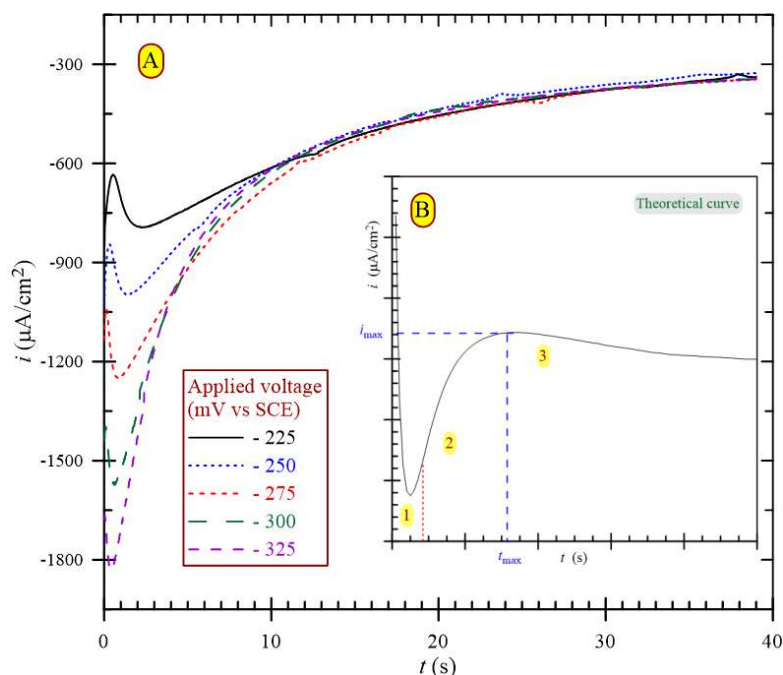 A
-300
-600
-900
-1200
-1500
-1800
i (μA/cm²)
0
10
20
30
40
t (s)
Applied voltage
(mV vs SCE)
- 225
- 250
- 275
- 300
- 325
B
Theoretical curve
i (μA/cm²)
imax
1
2
3
tmax
t (s)